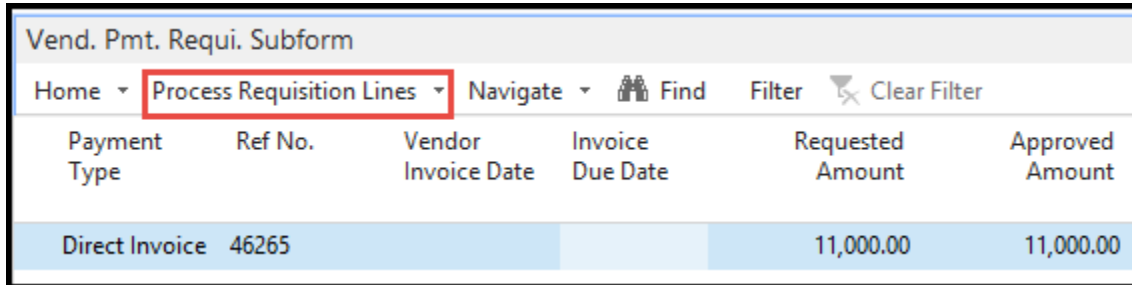 Vend. Pmt. Requi. Subform
Home Process Requisition Lines Navigate Find Filter Clear Filter
Payment Ref No. Vendor Invoice Requested Approved
Type Invoice Date Due Date Amount Amount
Direct Invoice 46265 11,000.00 11,000.00